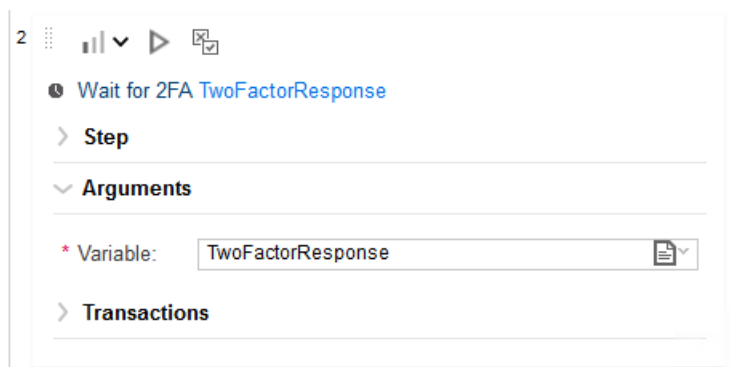 2
Wait for 2FA TwoFactorResponse
Step
Arguments
* Variable: TwoFactorResponse
Transactions